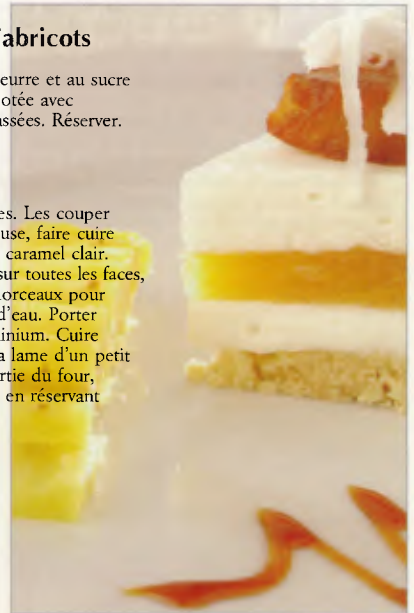 'abricots
eurre et au sucre
otée avec
assées. Réserver.
es. Les couper
use, faire cuire
caramel clair.
sur toutes les faces,
orceaux pour
d'eau. Porter
inium. Cuire
a lame d'un petit
rtie du four,
en réservant